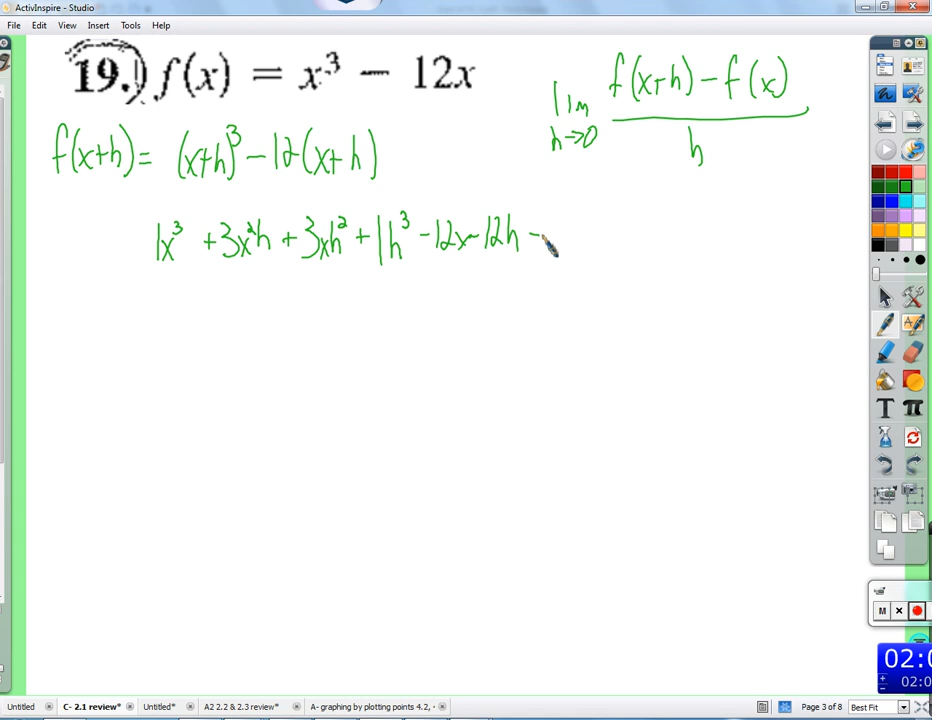 ActivInspire - Studio
File Edit View Insert Tools Help
19. f(x) = x³ − 12x
lim h→0 f(x+h) − f(x) / h
f(x+h) = (x+h)³ − 12(x+h)
1x³ + 3x²h + 3xh² + 1h³ − 12x − 12h −
M
02:0
02:0
Untitled C- 2.1 review* Untitled* A2 2.2 & 2.3 review* A- graphing by plotting points 4.2, Page 3 of 8 Best Fit